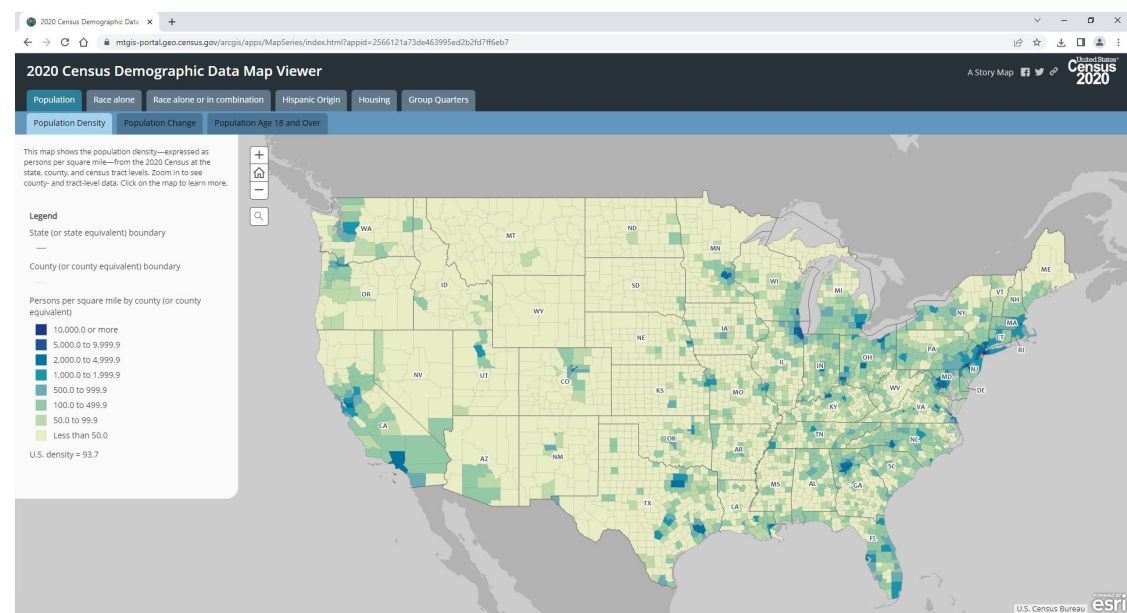 2020 Census Demographic Data
mtgis-portal.geo.census.gov/arcgis/apps/MapSeries/index.html?appid=2566121a73de463995ed2b2fd7ff6eb7
2020 Census Demographic Data Map Viewer
A Story Map
United States®
Census
2020
Population
Race alone
Race alone or in combination
Hispanic Origin
Housing
Group Quarters
Population Density
Population Change
Population Age 18 and Over
This map shows the population density—expressed as
persons per square mile—from the 2020 Census at the
state, county, and census tract levels. Zoom in to see
county- and tract-level data. Click on the map to learn more.
Legend
State (or state equivalent) boundary
County (or county equivalent) boundary
Persons per square mile by county (or county
equivalent)
10,000.0 or more
5,000.0 to 9,999.9
2,000.0 to 4,999.9
1,000.0 to 1,999.9
500.0 to 999.9
100.0 to 499.9
50.0 to 99.9
Less than 50.0
U.S. density = 93.7
WA
MT
ND
MN
ME
OR
ID
SD
WI
MI
VT
NH
NY
MA
WY
IA
CT
RI
NE
PA
NV
UT
CO
IL
IN
OH
NJ
MD
DE
KS
MO
WV
KY
VA
CA
AZ
NM
OK
AR
TN
NC
SC
MS
AL
GA
TX
LA
FL
U.S. Census Bureau
POWERED BY
esri